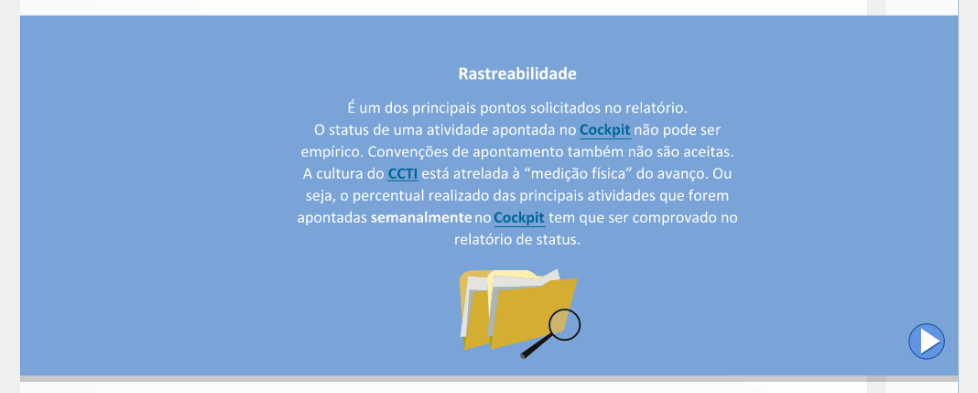 Rastreabilidade
É um dos principais pontos solicitados no relatório.
O status de uma atividade apontada no Cockpit não pode ser
empírico. Convenções de apontamento também não são aceitas.
A cultura do CCTI está atrelada à “medição física” do avanço. Ou
seja, o percentual realizado das principais atividades que forem
apontadas semanalmente no Cockpit tem que ser comprovado no
relatório de status.